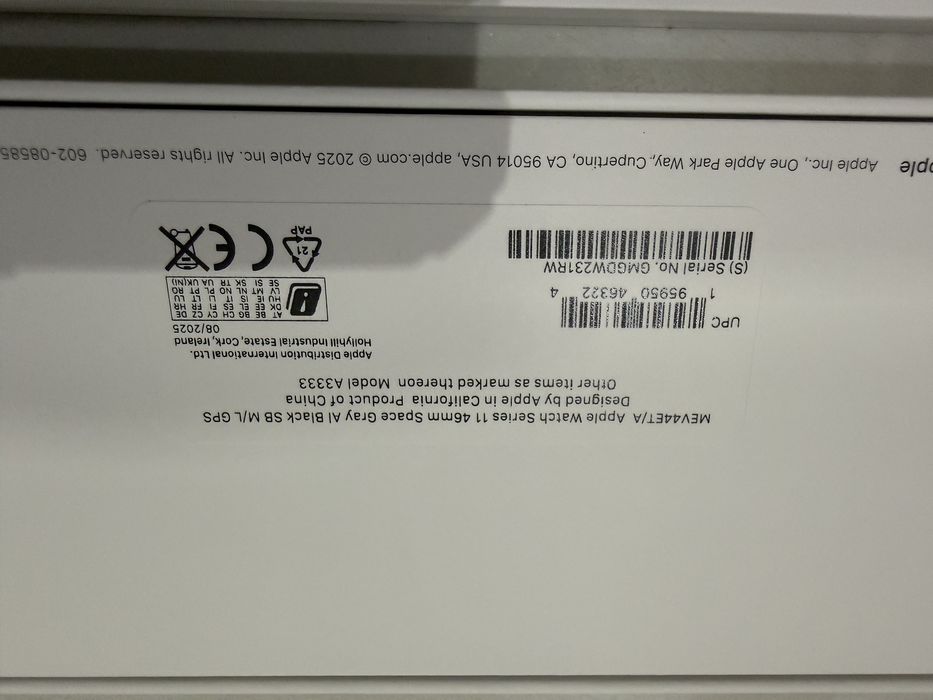 MEV44ET/A Apple Watch Series 11 46mm Space Gray Al Black SB M/L GPS
Designed by Apple in California Product of China
Other items as marked thereon Model A3333
UPC
1 95950 46322 4
(S) Serial No. GMGDW231RW
Apple Distribution International Ltd.
Hollyhill Industrial Estate, Cork, Ireland
08/2025
AT BE BG CH CY CZ DE
DK EE EL ES FI FR HR
HU IE IS IT LI LT LU
LV MT NL NO PL PT RO
SE SI SK TR UA UK(NI)
21
PAP
CE
Apple Inc., One Apple Park Way, Cupertino, CA 95014 USA, apple.com © 2025 Apple Inc. All rights reserved. 602-08585